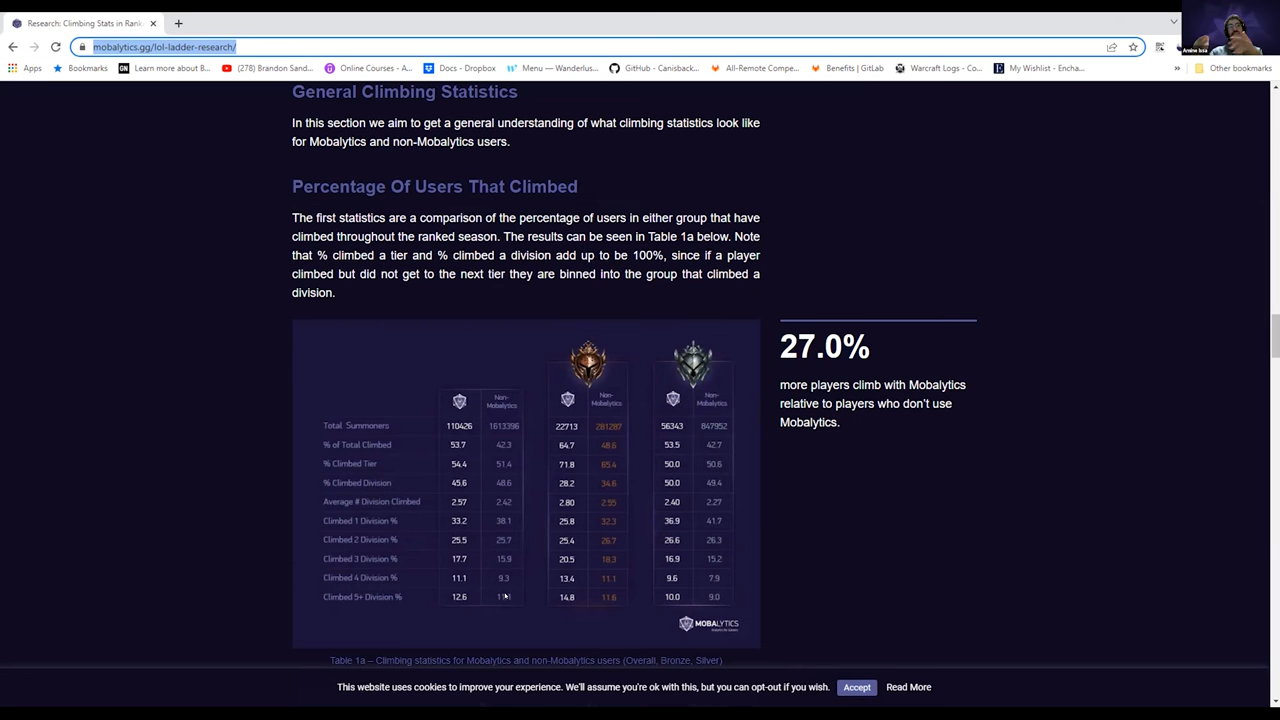 Research: Climbing Stats in Rank
mobalytics.gg/lol-ladder-research/
Apps
Bookmarks
Learn more about B...
(278) Brandon Sand...
Online Courses - A...
Docs - Dropbox
Menu — Wanderlus...
GitHub - Canisback...
All-Remote Compe...
Benefits | GitLab
Warcraft Logs - Co...
My Wishlist - Encha...
»
Other bookmarks
Amine Issa
General Climbing Statistics
In this section we aim to get a general understanding of what climbing statistics look like
for Mobalytics and non-Mobalytics users.
Percentage Of Users That Climbed
The first statistics are a comparison of the percentage of users in either group that have
climbed throughout the ranked season. The results can be seen in Table 1a below. Note
that % climbed a tier and % climbed a division add up to be 100%, since if a player
climbed but did not get to the next tier they are binned into the group that climbed a
division.
27.0%
more players climb with Mobalytics
relative to players who don't use
Mobalytics.
Non-
Mobalytics
Non-
Mobalytics
Non-
Mobalytics
Total Summoners 110426 1613396 22713 281287 56343 847952
% of Total Climbed 53.7 42.3 64.7 48.6 53.5 42.7
% Climbed Tier 54.4 51.4 71.8 65.4 50.0 50.6
% Climbed Division 45.6 48.6 28.2 34.6 50.0 49.4
Average # Division Climbed 2.57 2.42 2.80 2.55 2.40 2.27
Climbed 1 Division % 33.2 38.1 25.8 32.3 36.9 41.7
Climbed 2 Division % 25.5 25.7 25.4 26.7 26.6 26.3
Climbed 3 Division % 17.7 15.9 20.5 18.3 16.9 15.2
Climbed 4 Division % 11.1 9.3 13.4 11.1 9.6 7.9
Climbed 5+ Division % 12.6 11.1 14.8 11.6 10.0 9.0
MOBALYTICS
Table 1a – Climbing statistics for Mobalytics and non-Mobalytics users (Overall, Bronze, Silver)
This website uses cookies to improve your experience. We'll assume you're ok with this, but you can opt-out if you wish.
Accept
Read More